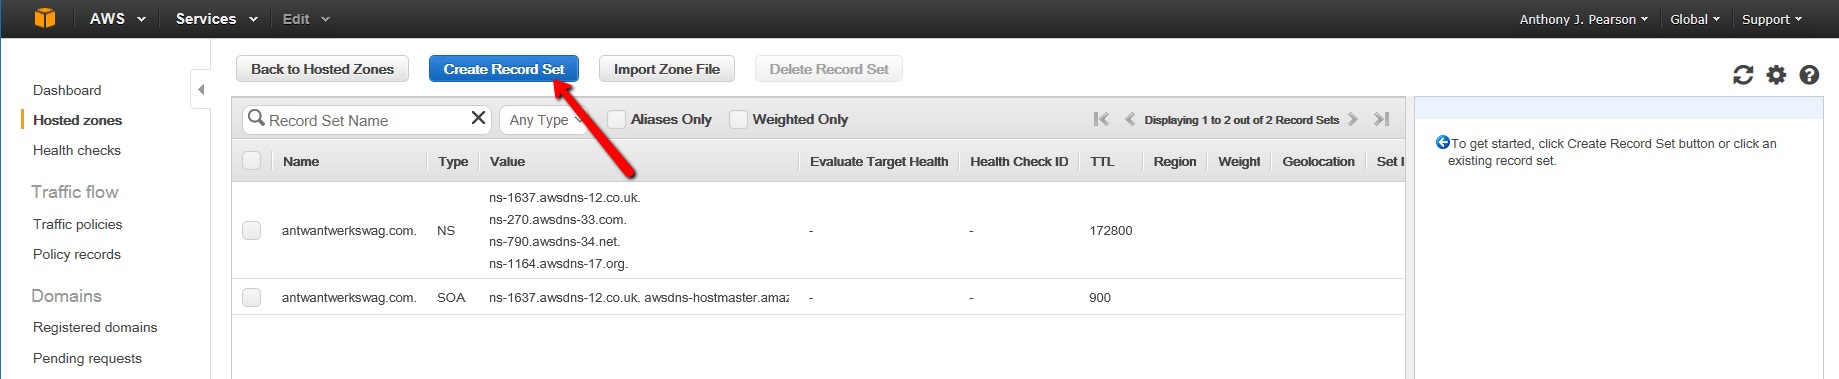 AWS Services Edit Anthony J. Pearson Global Support
Dashboard
Hosted zones
Health checks
Traffic flow
Traffic policies
Policy records
Domains
Registered domains
Pending requests
Back to Hosted Zones Create Record Set Import Zone File Delete Record Set
Record Set Name Any Type Aliases Only Weighted Only Displaying 1 to 2 out of 2 Record Sets
Name Type Value Evaluate Target Health Health Check ID TTL Region Weight Geolocation Set I
antwantwerkswag.com. NS
ns-1637.awsdns-12.co.uk.
ns-270.awsdns-33.com.
ns-790.awsdns-34.net.
ns-1164.awsdns-17.org.
- - 172800
antwantwerkswag.com. SOA ns-1637.awsdns-12.co.uk. awsdns-hostmaster.amaz - - 900
To get started, click Create Record Set button or click an
existing record set.